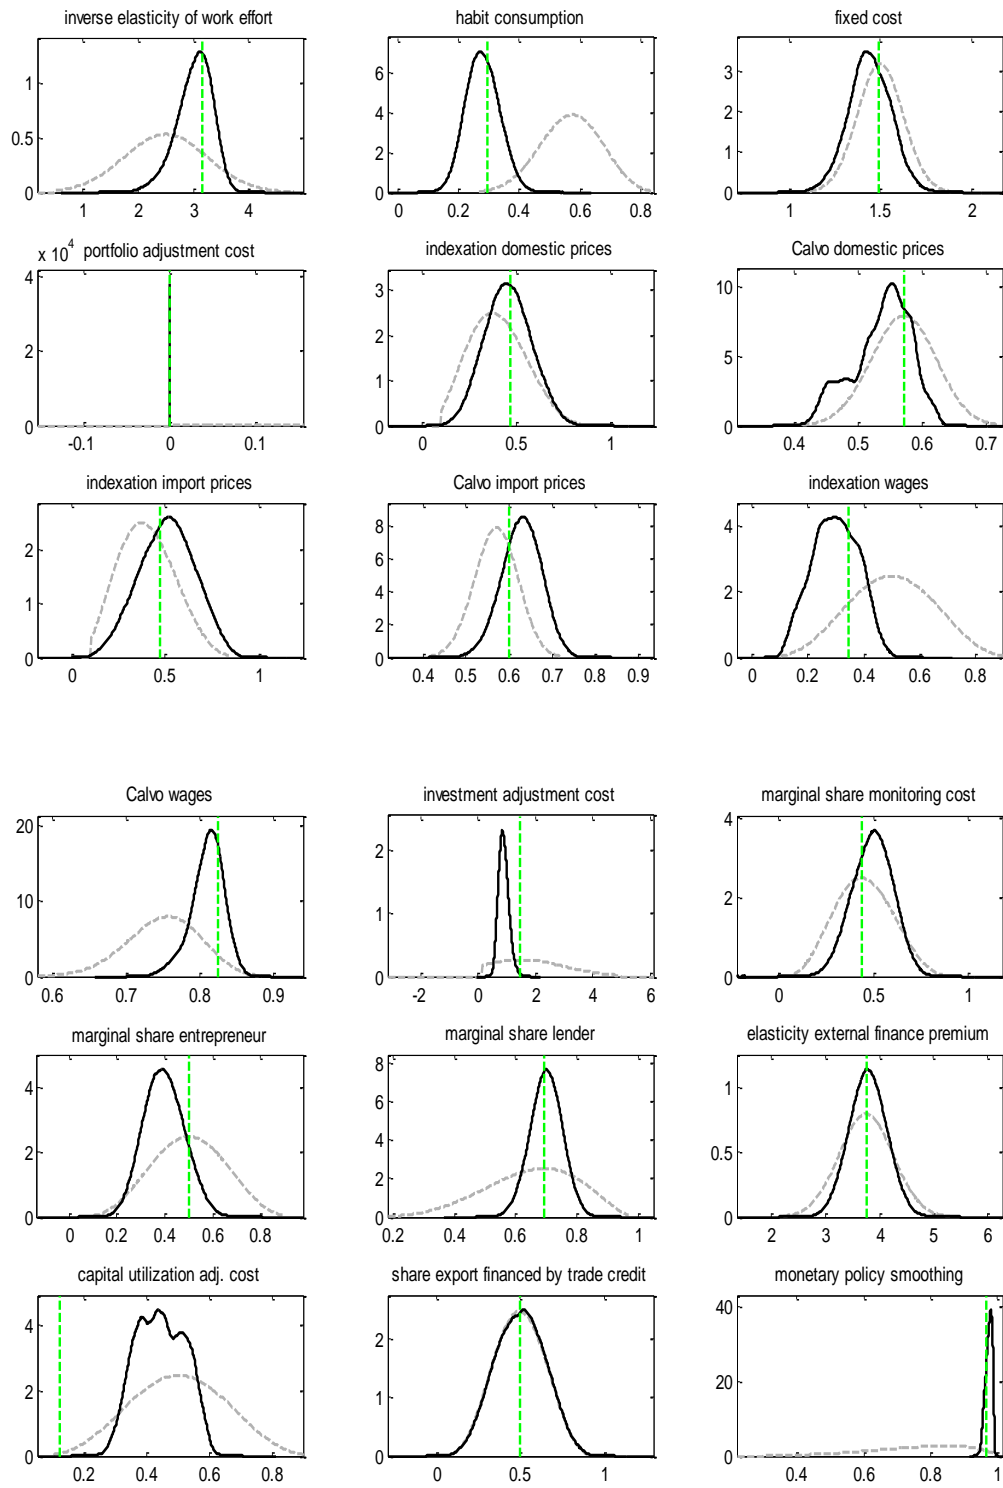 inverse elasticity of work effort
1
0.5
0
1 2 3 4
habit consumption
6
4
2
0
0 0.2 0.4 0.6 0.8
fixed cost
3
2
1
0
1 1.5 2
x 10^4 portfolio adjustment cost
4
2
0
-0.1 0 0.1
indexation domestic prices
3
2
1
0
0 0.5 1
Calvo domestic prices
10
5
0
0.4 0.5 0.6 0.7
indexation import prices
2
1
0
0 0.5 1
Calvo import prices
8
6
4
2
0
0.4 0.5 0.6 0.7 0.8 0.9
indexation wages
4
2
0
0 0.2 0.4 0.6 0.8
Calvo wages
20
10
0
0.6 0.7 0.8 0.9
investment adjustment cost
2
1
0
-2 0 2 4 6
marginal share monitoring cost
4
2
0
0 0.5 1
marginal share entrepreneur
4
2
0
0 0.2 0.4 0.6 0.8
marginal share lender
8
6
4
2
0
0.2 0.4 0.6 0.8 1
elasticity external finance premium
1
0.5
0
2 3 4 5 6
capital utilization adj. cost
4
2
0
0.2 0.4 0.6 0.8
share export financed by trade credit
2
1
0
0 0.5 1
monetary policy smoothing
40
20
0
0.4 0.6 0.8 1